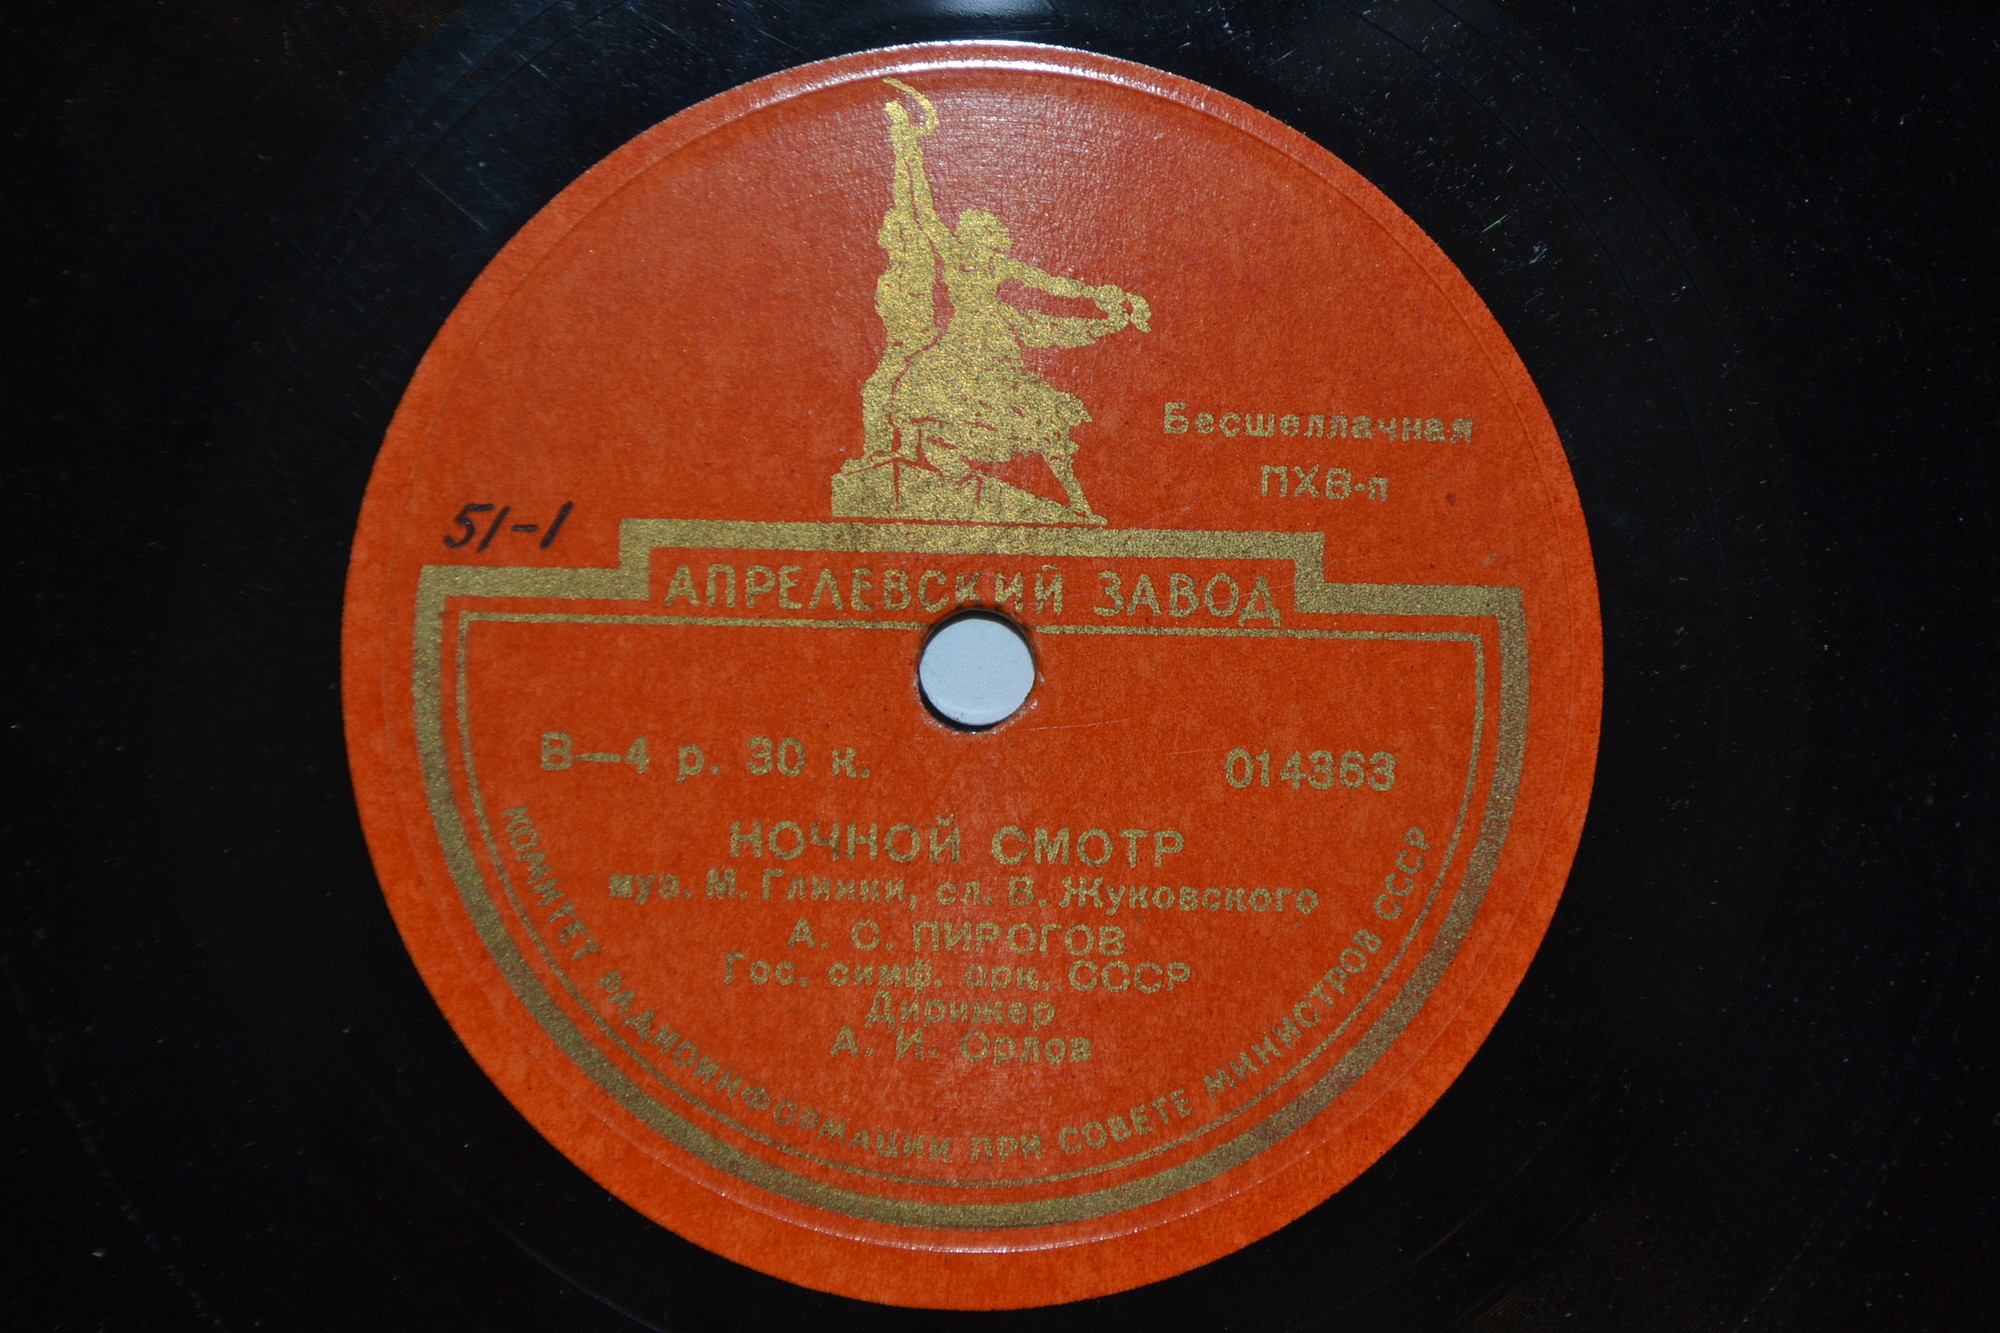 Бесшеллачная
ПХВ-л
51-1
АПРЕЛЕВСКИЙ ЗАВОД
В—4 р. 30 к.
014363
НОЧНОЙ СМОТР
муз. М. Глинки, сл. В. Жуковского
А. С. ПИРОГОВ
Гос. симф. орк. СССР
Дирижер
А. И. Орлов
КОМИТЕТ РАДИОИНФОРМАЦИИ ПРИ СОВЕТЕ МИНИСТРОВ СССР